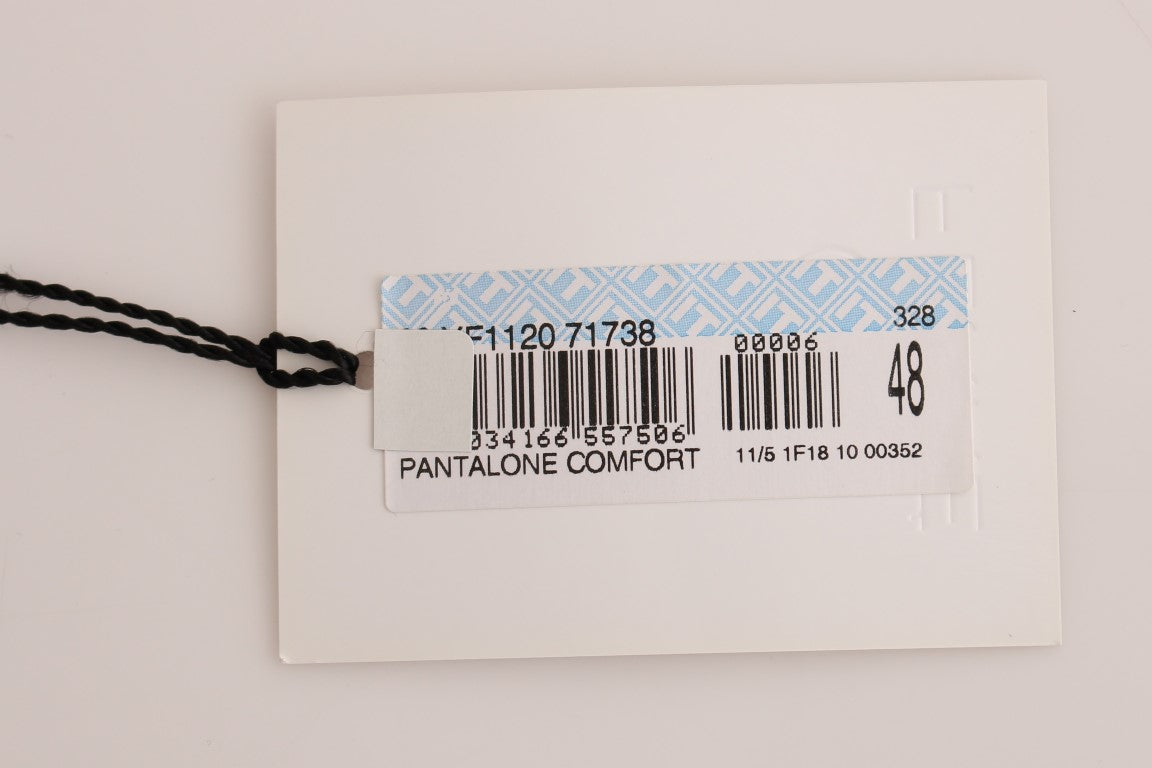 F1120 71738
328
00006
48
034166 557506
11/5 1F18 10 00352
PANTALONE COMFORT